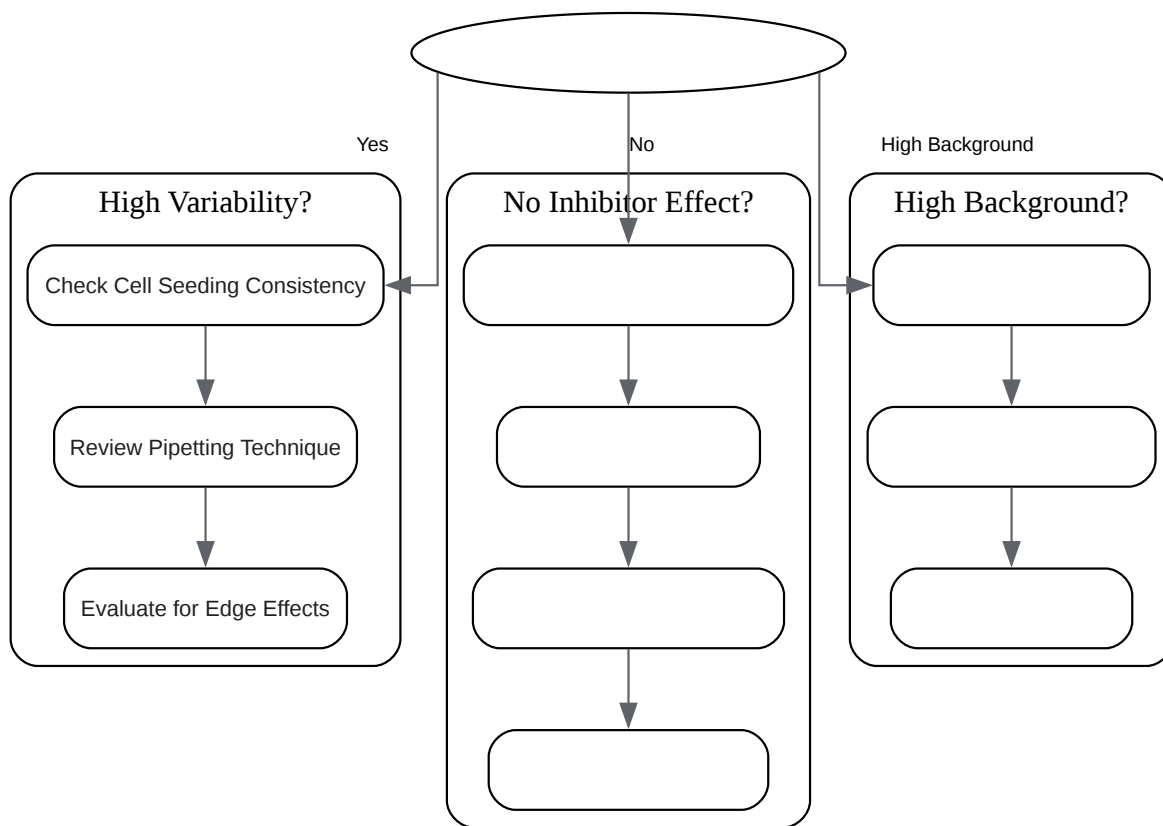 Yes
No
High Background
High Variability?
No Inhibitor Effect?
High Background?
Check Cell Seeding Consistency
Review Pipetting Technique
Evaluate for Edge Effects